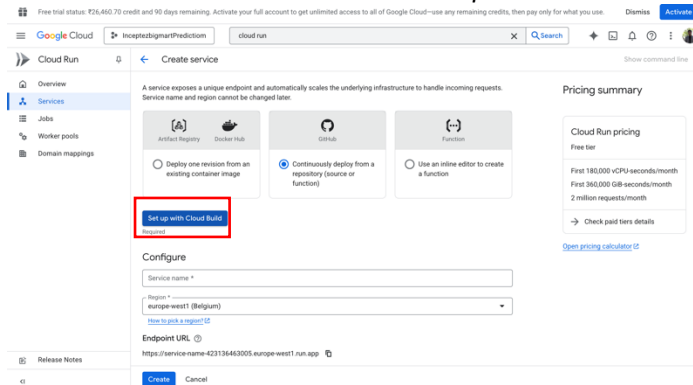 Free trial status: ₹26,460.70 credit and 90 days remaining. Activate your full account to get unlimited access to all of Google Cloud—use any remaining credits, then pay only for what you use.
Dismiss
Activate
Google Cloud
InceptezbigmartPredictiom
cloud run
Search
Cloud Run
Create service
Show command line
Overview
Services
Jobs
Worker pools
Domain mappings
Release Notes
A service exposes a unique endpoint and automatically scales the underlying infrastructure to handle incoming requests.
Service name and region cannot be changed later.
Artifact Registry
Docker Hub
GitHub
Function
Deploy one revision from an
existing container image
Continuously deploy from a
repository (source or
function)
Use an inline editor to create
a function
Set up with Cloud Build
Required
Configure
Service name *
Region *
europe-west1 (Belgium)
How to pick a region?
Endpoint URL
https://service-name-423136463005.europe-west1.run.app
Create
Cancel
Pricing summary
Cloud Run pricing
Free tier
First 180,000 vCPU-seconds/month
First 360,000 GiB-seconds/month
2 million requests/month
Check paid tiers details
Open pricing calculator